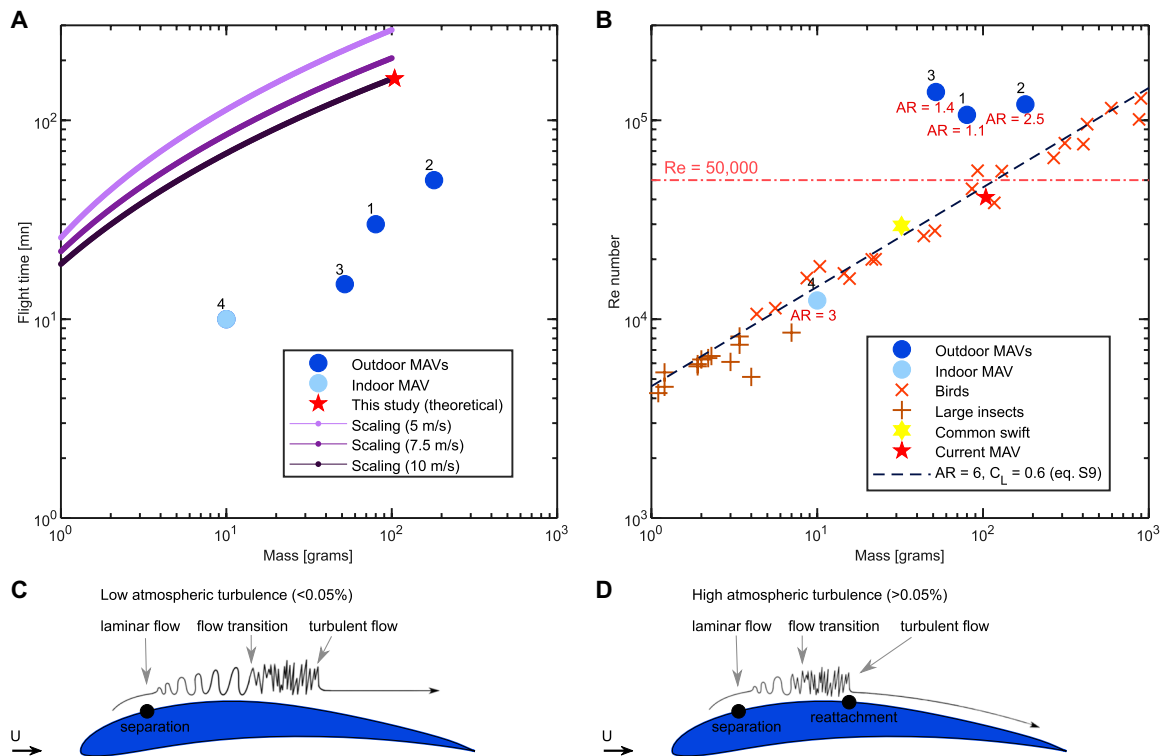 A
Flight time [mn]
10²
10¹
10⁰
10⁰
10¹
10²
10³
Mass [grams]
2
1
3
4
Outdoor MAVs
Indoor MAV
This study (theoretical)
Scaling (5 m/s)
Scaling (7.5 m/s)
Scaling (10 m/s)
B
Re number
10⁵
10⁴
10³
10⁰
10¹
10²
10³
Mass [grams]
3
AR = 1.4
1
AR = 1.1
2
AR = 2.5
Re = 50,000
4
AR = 3
Outdoor MAVs
Indoor MAV
Birds
Large insects
Common swift
Current MAV
AR = 6, C_L = 0.6 (eq. S9)
C
Low atmospheric turbulence (<0.05%)
laminar flow flow transition turbulent flow
separation
U
D
High atmospheric turbulence (>0.05%)
laminar flow flow transition turbulent flow
separation
reattachment
U